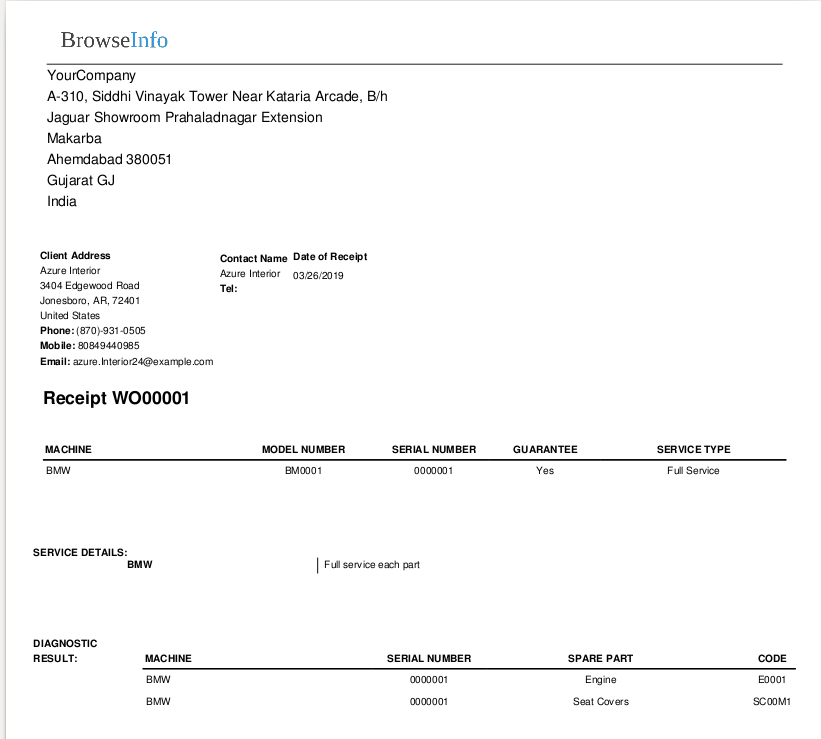 BrowseInfo
YourCompany
A-310, Siddhi Vinayak Tower Near Kataria Arcade, B/h
Jaguar Showroom Prahaladnagar Extension
Makarba
Ahemdabad 380051
Gujarat GJ
India
Client Address
Azure Interior
3404 Edgewood Road
Jonesboro, AR, 72401
United States
Phone: (870)-931-0505
Mobile: 80849440985
Email: azure.Interior24@example.com
Contact Name
Azure Interior
Tel:
Date of Receipt
03/26/2019
Receipt WO00001
MACHINE MODEL NUMBER SERIAL NUMBER GUARANTEE SERVICE TYPE
BMW BM0001 0000001 Yes Full Service
SERVICE DETAILS:
BMW Full service each part
DIAGNOSTIC
RESULT: MACHINE SERIAL NUMBER SPARE PART CODE
BMW 0000001 Engine E0001
BMW 0000001 Seat Covers SC00M1